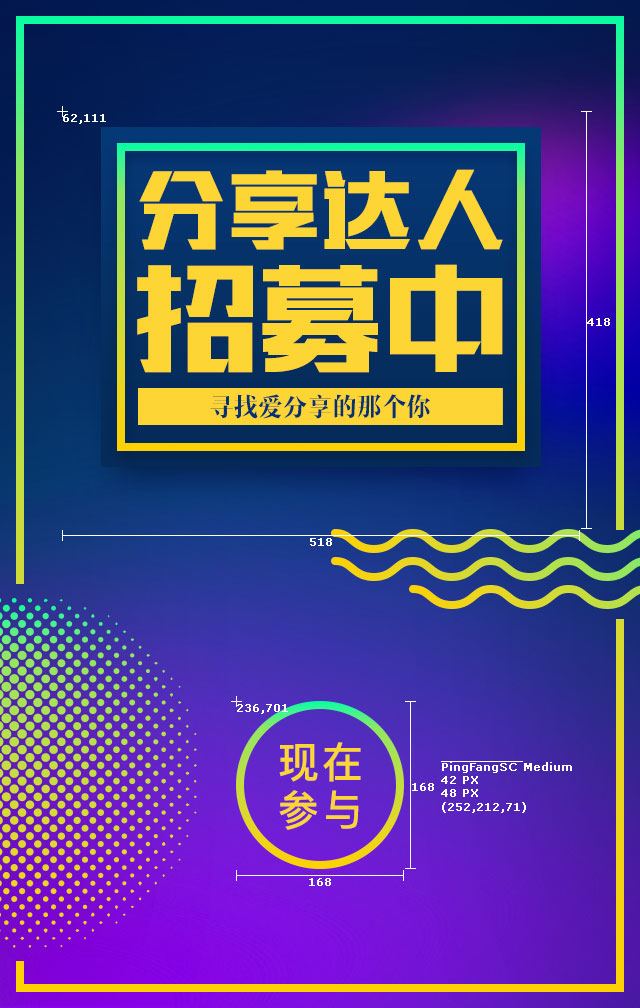 62,111
分享达人
招募中
418
寻找爱分享的那个你
518
236,701
现在
参与
168
PingFangSC Medium
42 PX
48 PX
(252,212,71)
168